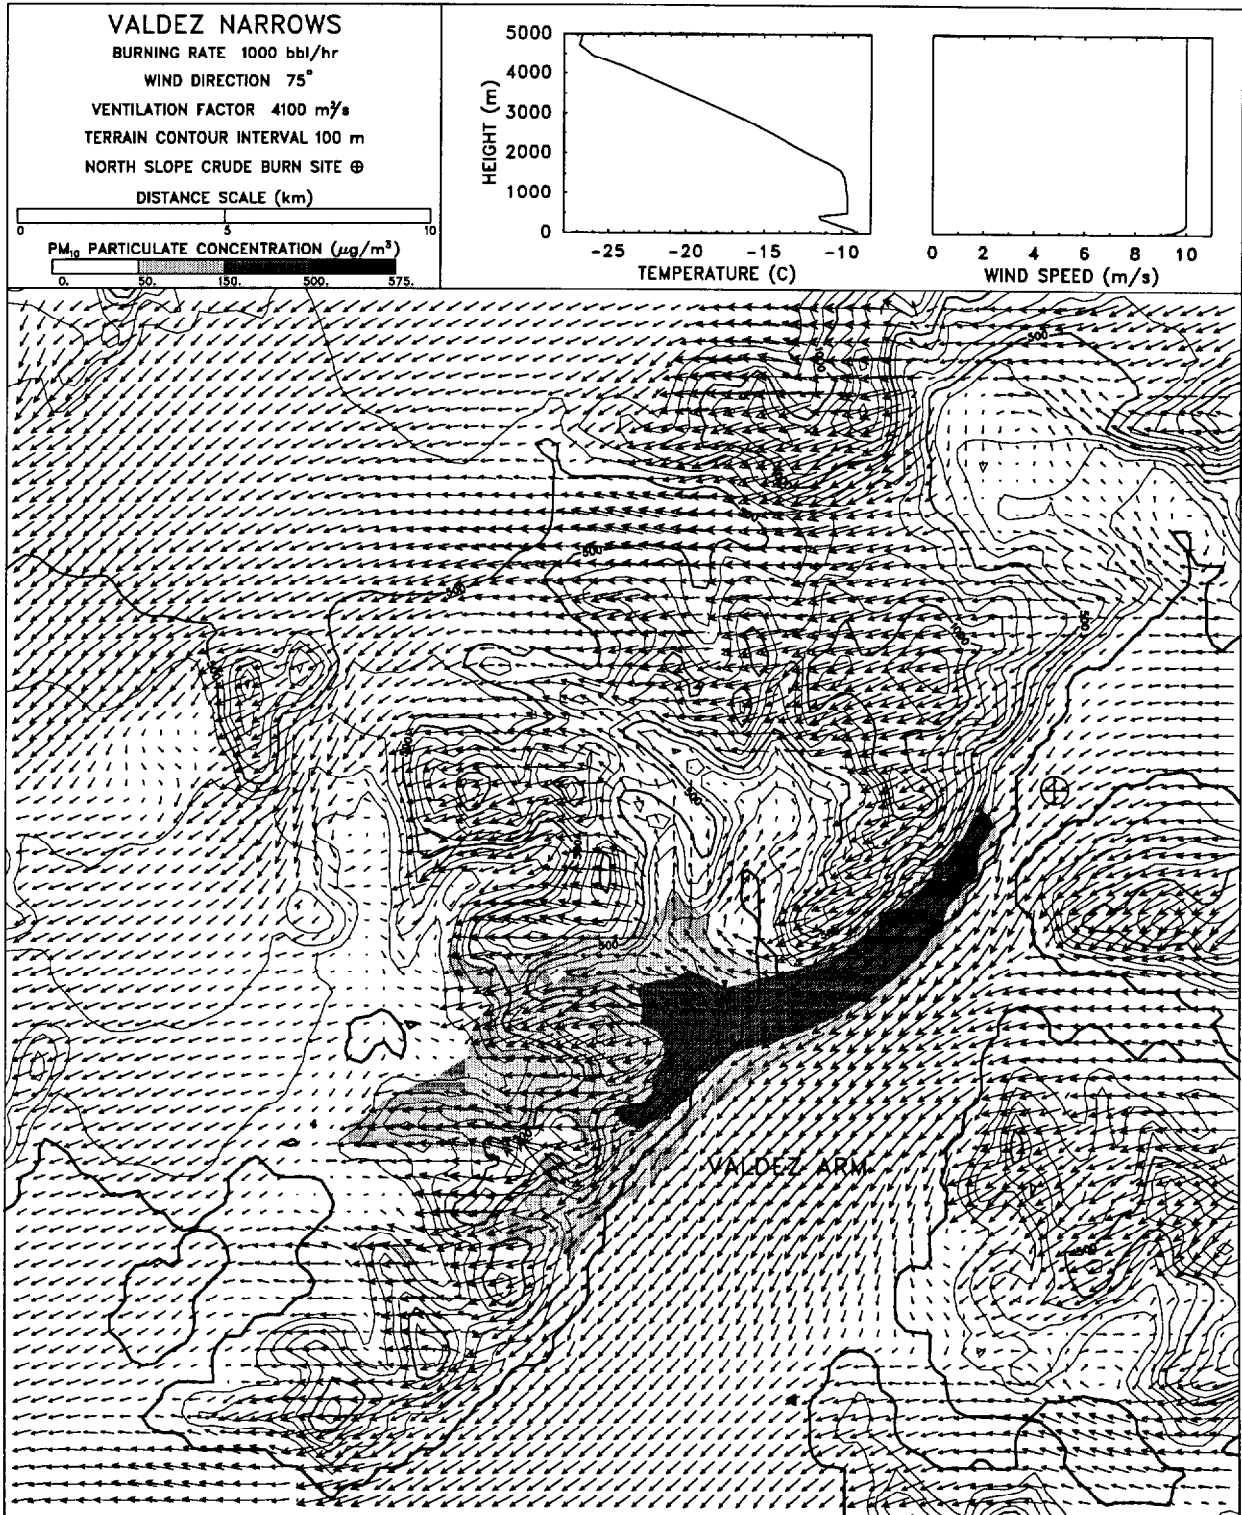 VALDEZ NARROWS
BURNING RATE 1000 bbl/hr
WIND DIRECTION 75°
VENTILATION FACTOR 4100 m²/s
TERRAIN CONTOUR INTERVAL 100 m
NORTH SLOPE CRUDE BURN SITE ⊕
DISTANCE SCALE (km)
0 5 10
PM₁₀ PARTICULATE CONCENTRATION (μg/m³)
0. 50. 150. 500. 575.
HEIGHT (m)
5000
4000
3000
2000
1000
0
-25 -20 -15 -10
TEMPERATURE (C)
0 2 4 6 8 10
WIND SPEED (m/s)
500
500
500
500
500
500
500
VALDEZ ARM